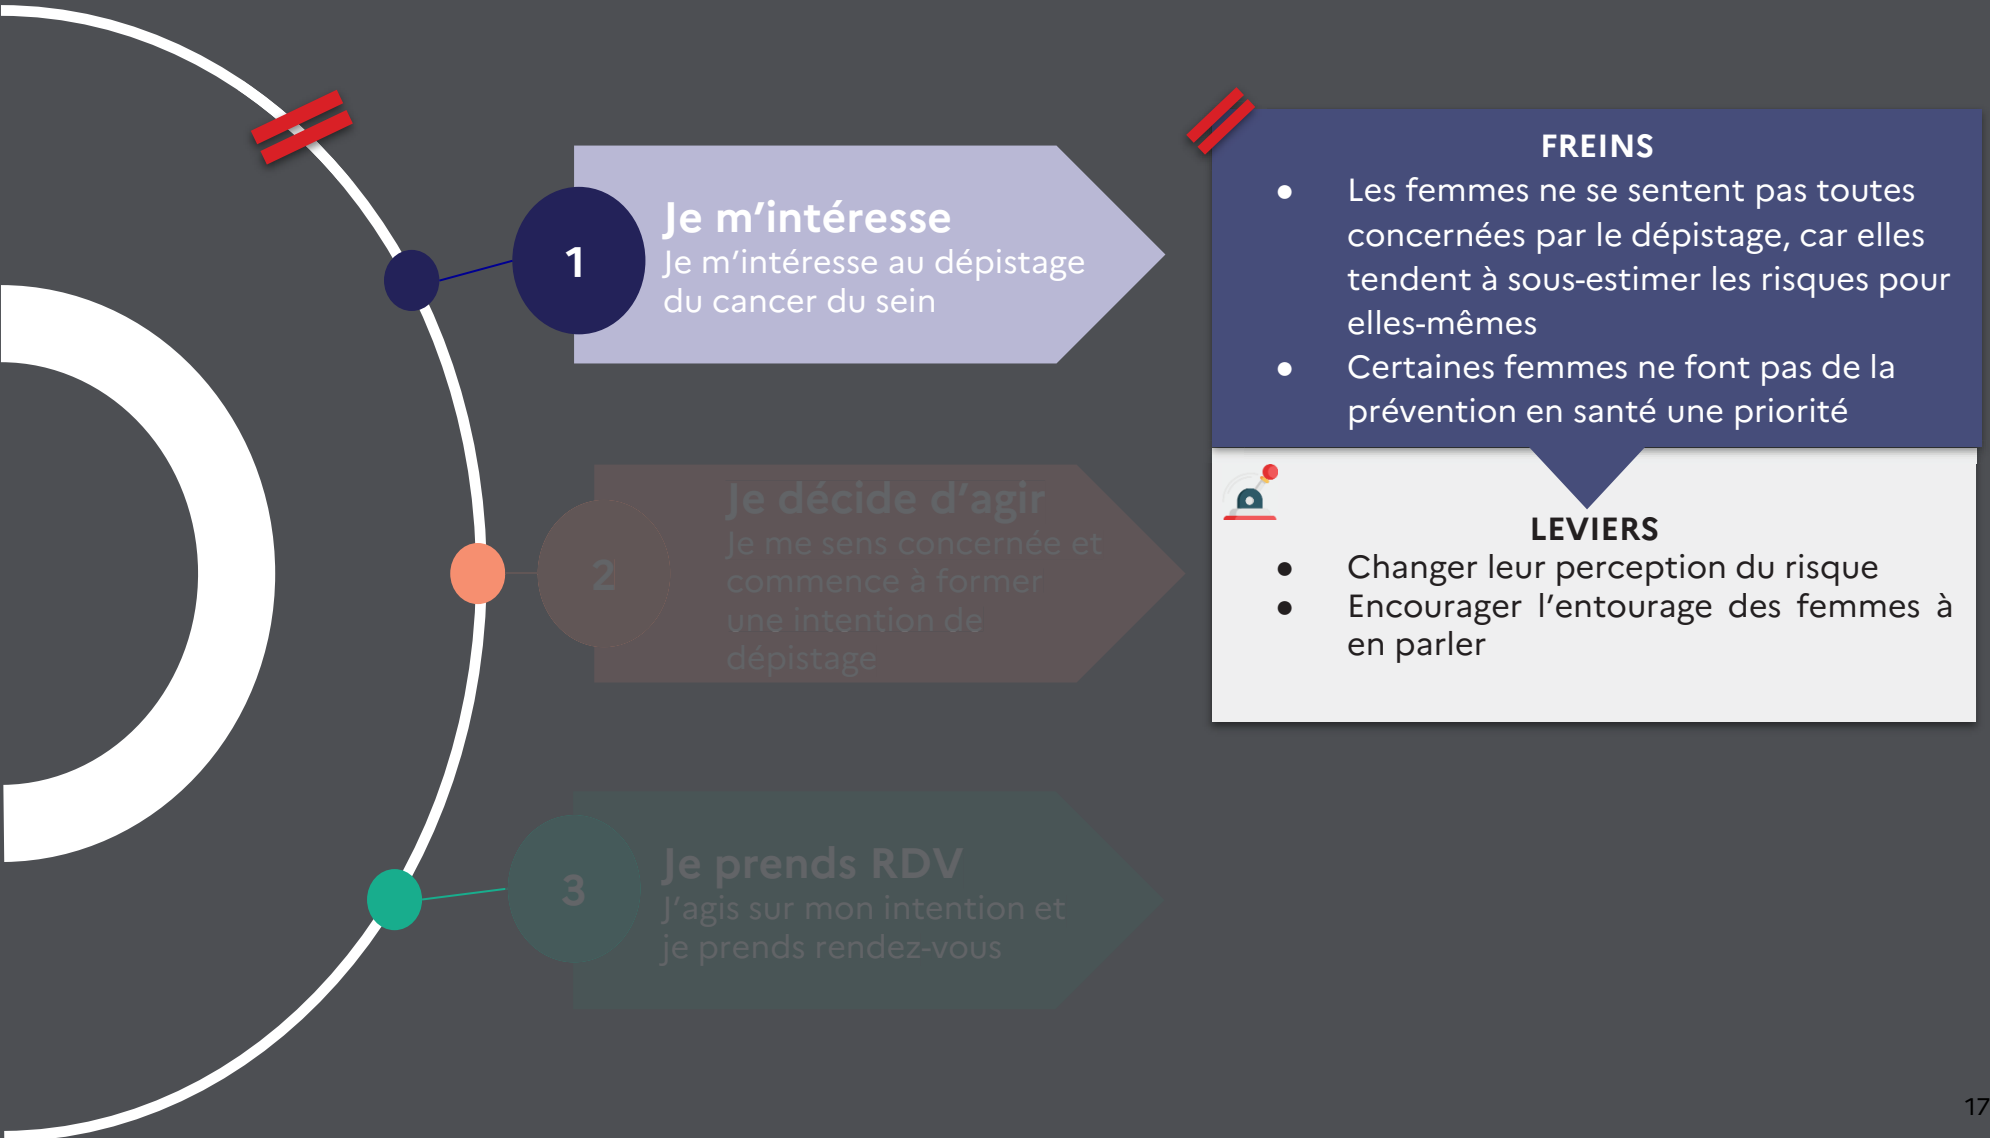 1
Je m’intéresse
Je m’intéresse au dépistage
du cancer du sein
2
Je décide d’agir
Je me sens concernée et
commence à former
une intention de
dépistage
3
Je prends RDV
J’agis sur mon intention et
je prends rendez-vous
FREINS
● Les femmes ne se sentent pas toutes
concernées par le dépistage, car elles
tendent à sous-estimer les risques pour
elles-mêmes
● Certaines femmes ne font pas de la
prévention en santé une priorité
LEVIERS
● Changer leur perception du risque
● Encourager l’entourage des femmes à
en parler
17